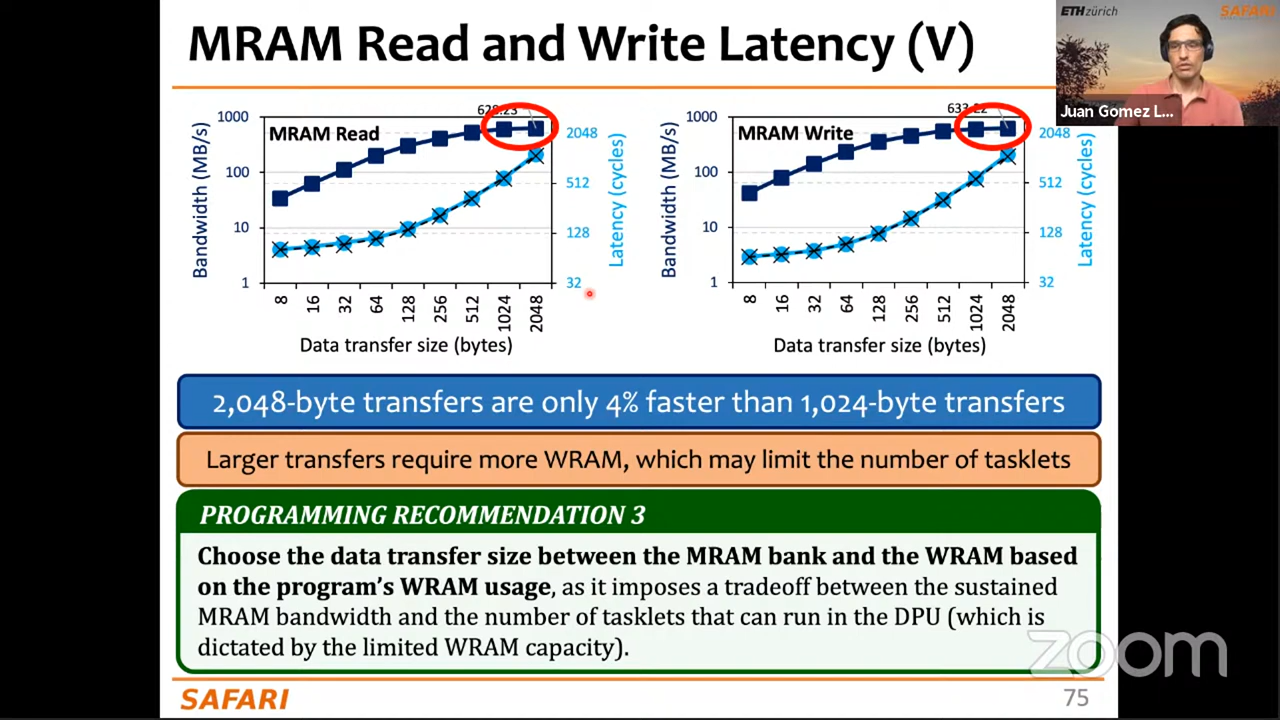 MRAM Read and Write Latency (V)
ETH zürich
SAFARI
Juan Gomez L...
MRAM Read
628.23
Bandwidth (MB/s)
1000
100
10
1
Latency (cycles)
2048
512
128
32
8
16
32
64
128
256
512
1024
2048
Data transfer size (bytes)
MRAM Write
633.22
Bandwidth (MB/s)
1000
100
10
1
Latency (cycles)
2048
512
128
32
8
16
32
64
128
256
512
1024
2048
Data transfer size (bytes)
2,048-byte transfers are only 4% faster than 1,024-byte transfers
Larger transfers require more WRAM, which may limit the number of tasklets
PROGRAMMING RECOMMENDATION 3
Choose the data transfer size between the MRAM bank and the WRAM based
on the program's WRAM usage, as it imposes a tradeoff between the sustained
MRAM bandwidth and the number of tasklets that can run in the DPU (which is
dictated by the limited WRAM capacity).
zoom
SAFARI
75